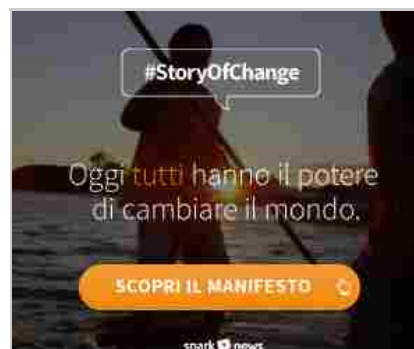 #StoryOfChange
Oggi tutti hanno il potere
di cambiare il mondo.
SCOPRI IL MANIFESTO
spark news